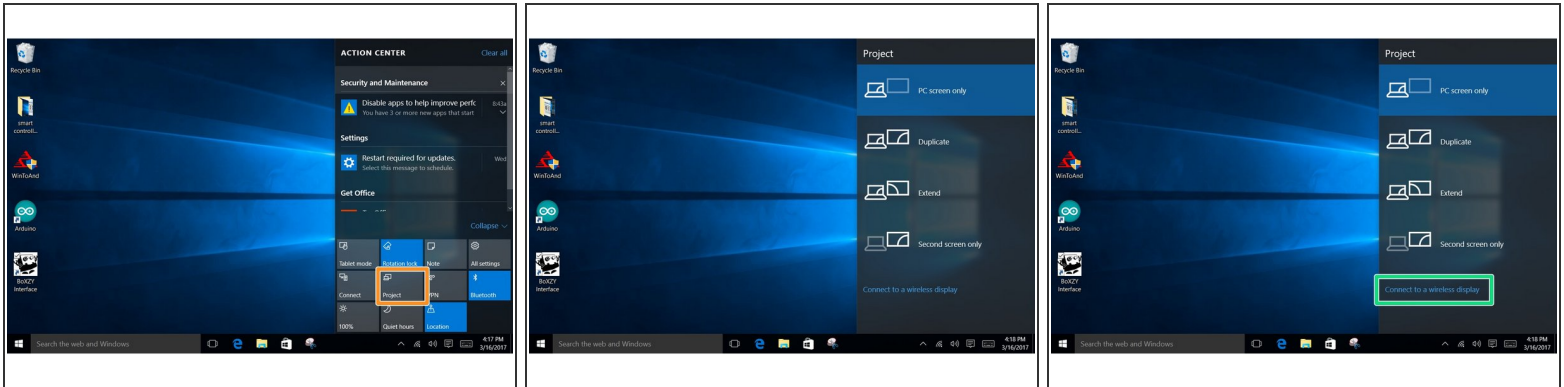 Recycle Bin
smart
controll...
WinToAnd
Arduino
BoXZY
Interface
ACTION CENTER
Clear all
Security and Maintenance
Disable apps to help improve perfc
8:43a
You have 3 or more new apps that start
Settings
Restart required for updates.
Wed
Select this message to schedule.
Get Office
Collapse
Tablet mode
Rotation lock
Note
All settings
Connect
Project
VPN
Bluetooth
100%
Quiet hours
Location
Search the web and Windows
4:17 PM
3/16/2017
Recycle Bin
smart
controll...
WinToAnd
Arduino
BoXZY
Interface
Project
PC screen only
Duplicate
Extend
Second screen only
Connect to a wireless display
Search the web and Windows
4:18 PM
3/16/2017
Recycle Bin
smart
controll...
WinToAnd
Arduino
BoXZY
Interface
Project
PC screen only
Duplicate
Extend
Second screen only
Connect to a wireless display
Search the web and Windows
4:18 PM
3/16/2017